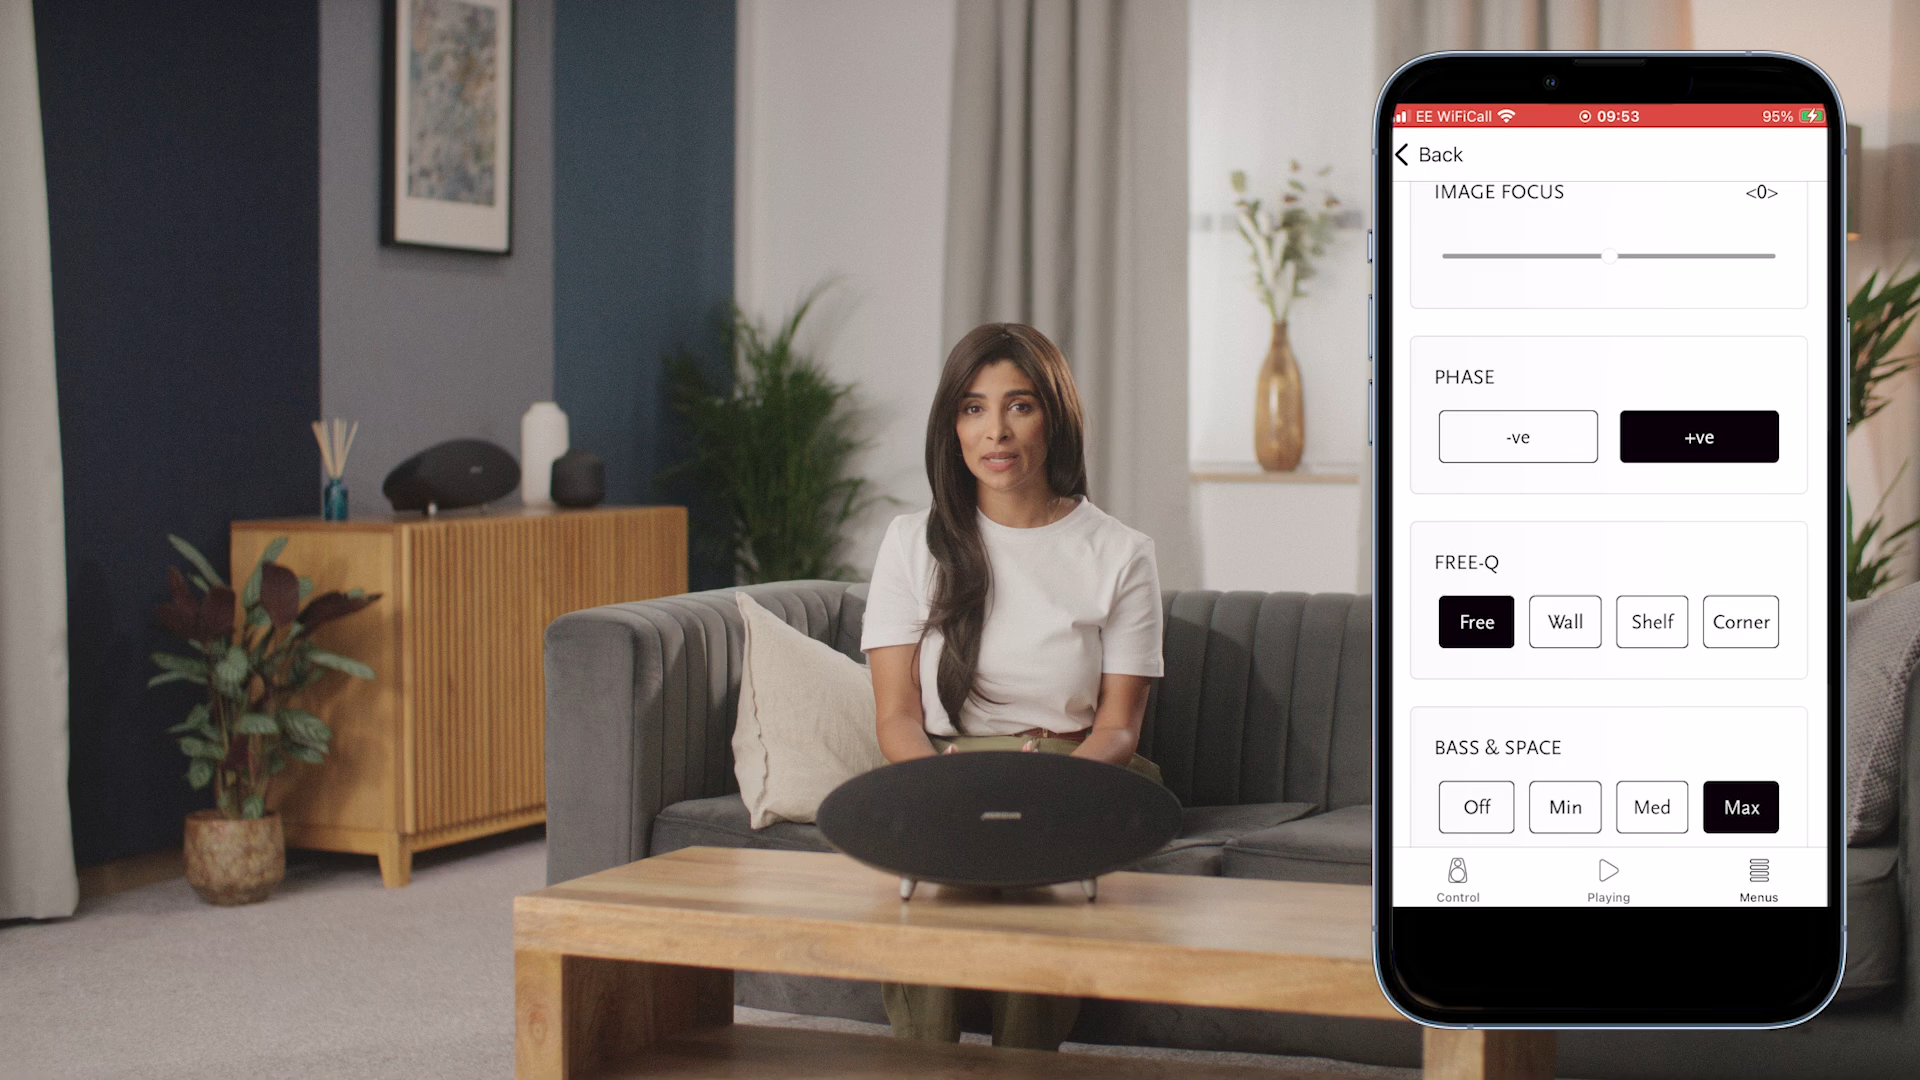 EE WiFiCall 09:53 95%
Back
IMAGE FOCUS <0>
PHASE
-ve +ve
FREE-Q
Free Wall Shelf Corner
BASS & SPACE
Off Min Med Max
Control Playing Menus